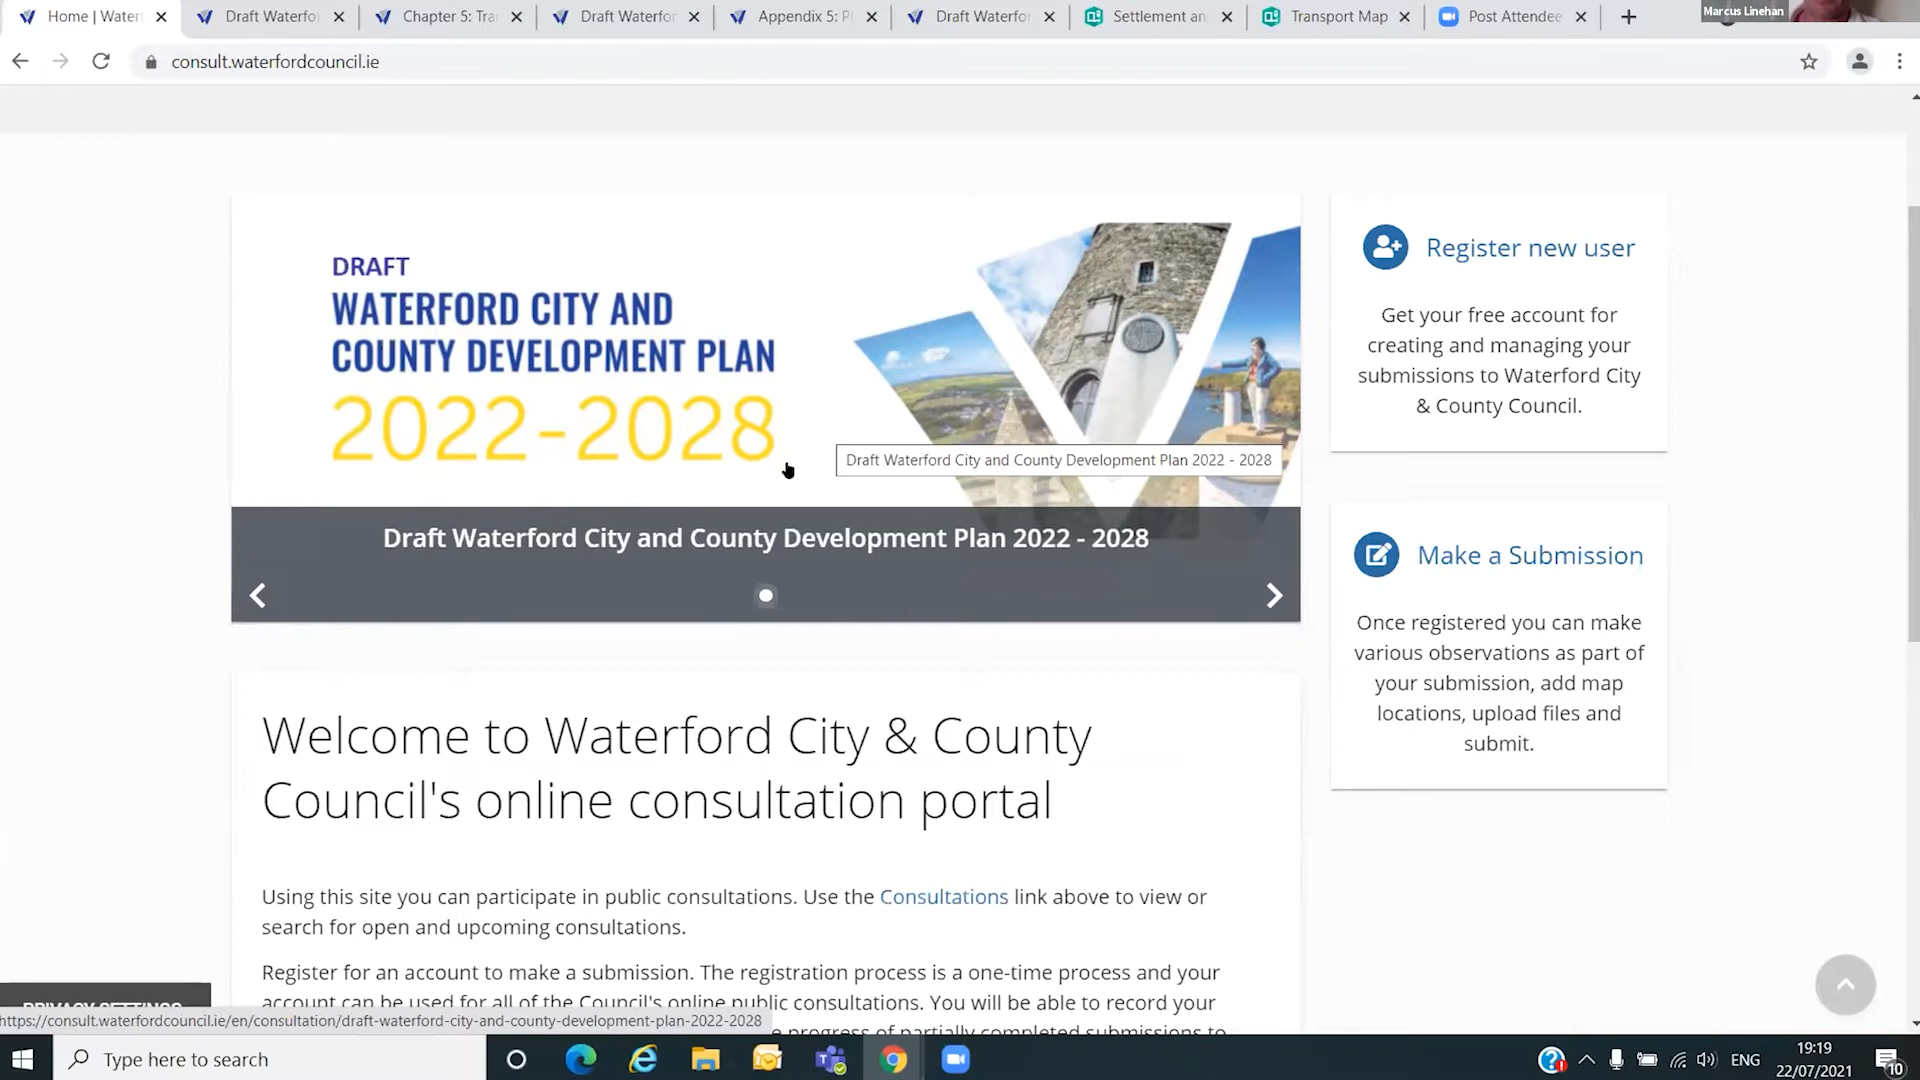 Home | Water
Draft Waterfo
Chapter 5: Tra
Draft Waterfor
Appendix 5: P
Draft Waterfor
Settlement an
Transport Map
Post Attendee
Marcus Linehan
consult.waterfordcouncil.ie
DRAFT
WATERFORD CITY AND
COUNTY DEVELOPMENT PLAN
2022-2028
Draft Waterford City and County Development Plan 2022 - 2028
Draft Waterford City and County Development Plan 2022 - 2028
Register new user
Get your free account for
creating and managing your
submissions to Waterford City
& County Council.
Make a Submission
Once registered you can make
various observations as part of
your submission, add map
locations, upload files and
submit.
Welcome to Waterford City & County
Council's online consultation portal
Using this site you can participate in public consultations. Use the Consultations link above to view or
search for open and upcoming consultations.
Register for an account to make a submission. The registration process is a one-time process and your
account can be used for all of the Council's online public consultations. You will be able to record your
progress of partially completed submissions to
PRIVACY SETTINGS
https://consult.waterfordcouncil.ie/en/consultation/draft-waterford-city-and-county-development-plan-2022-2028
Type here to search
ENG
19:19
22/07/2021
10